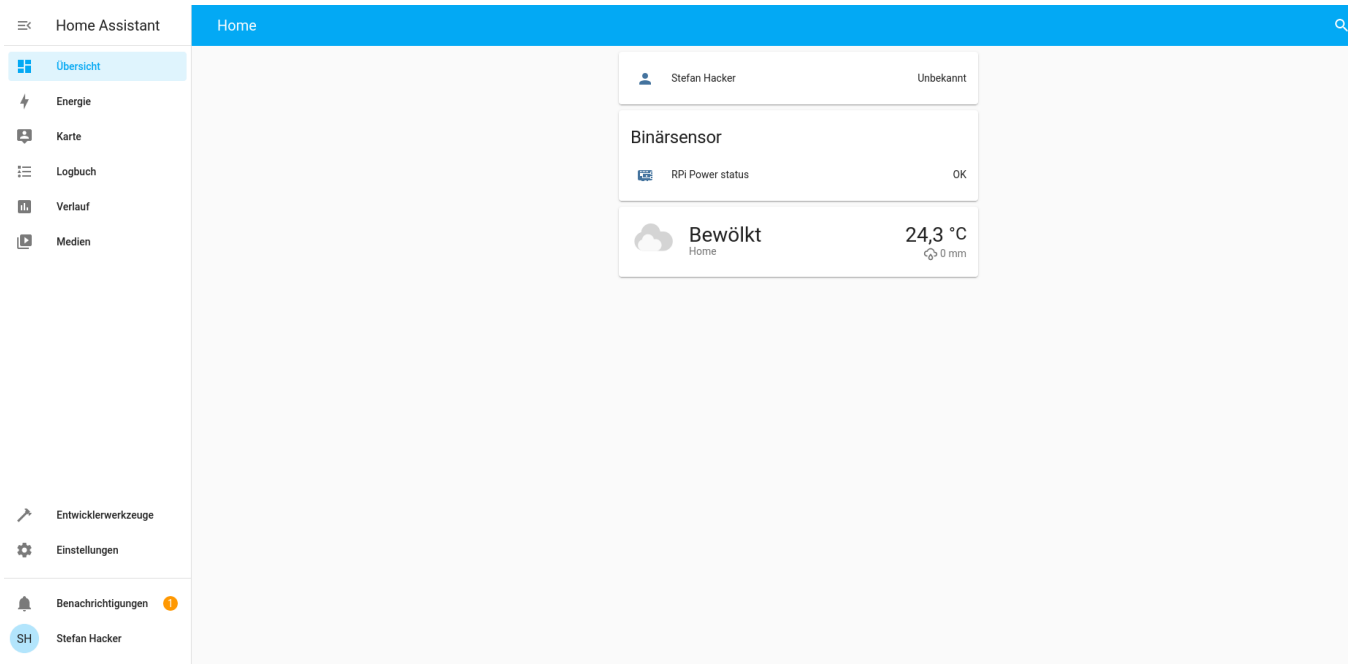 Home Assistant
Übersicht
Energie
Karte
Logbuch
Verlauf
Medien
Entwicklerwerkzeuge
Einstellungen
Benachrichtigungen 1
SH Stefan Hacker
Home
Stefan Hacker Unbekannt
Binärsensor
RPi Power status OK
Bewölkt 24,3 °C
Home 0 mm